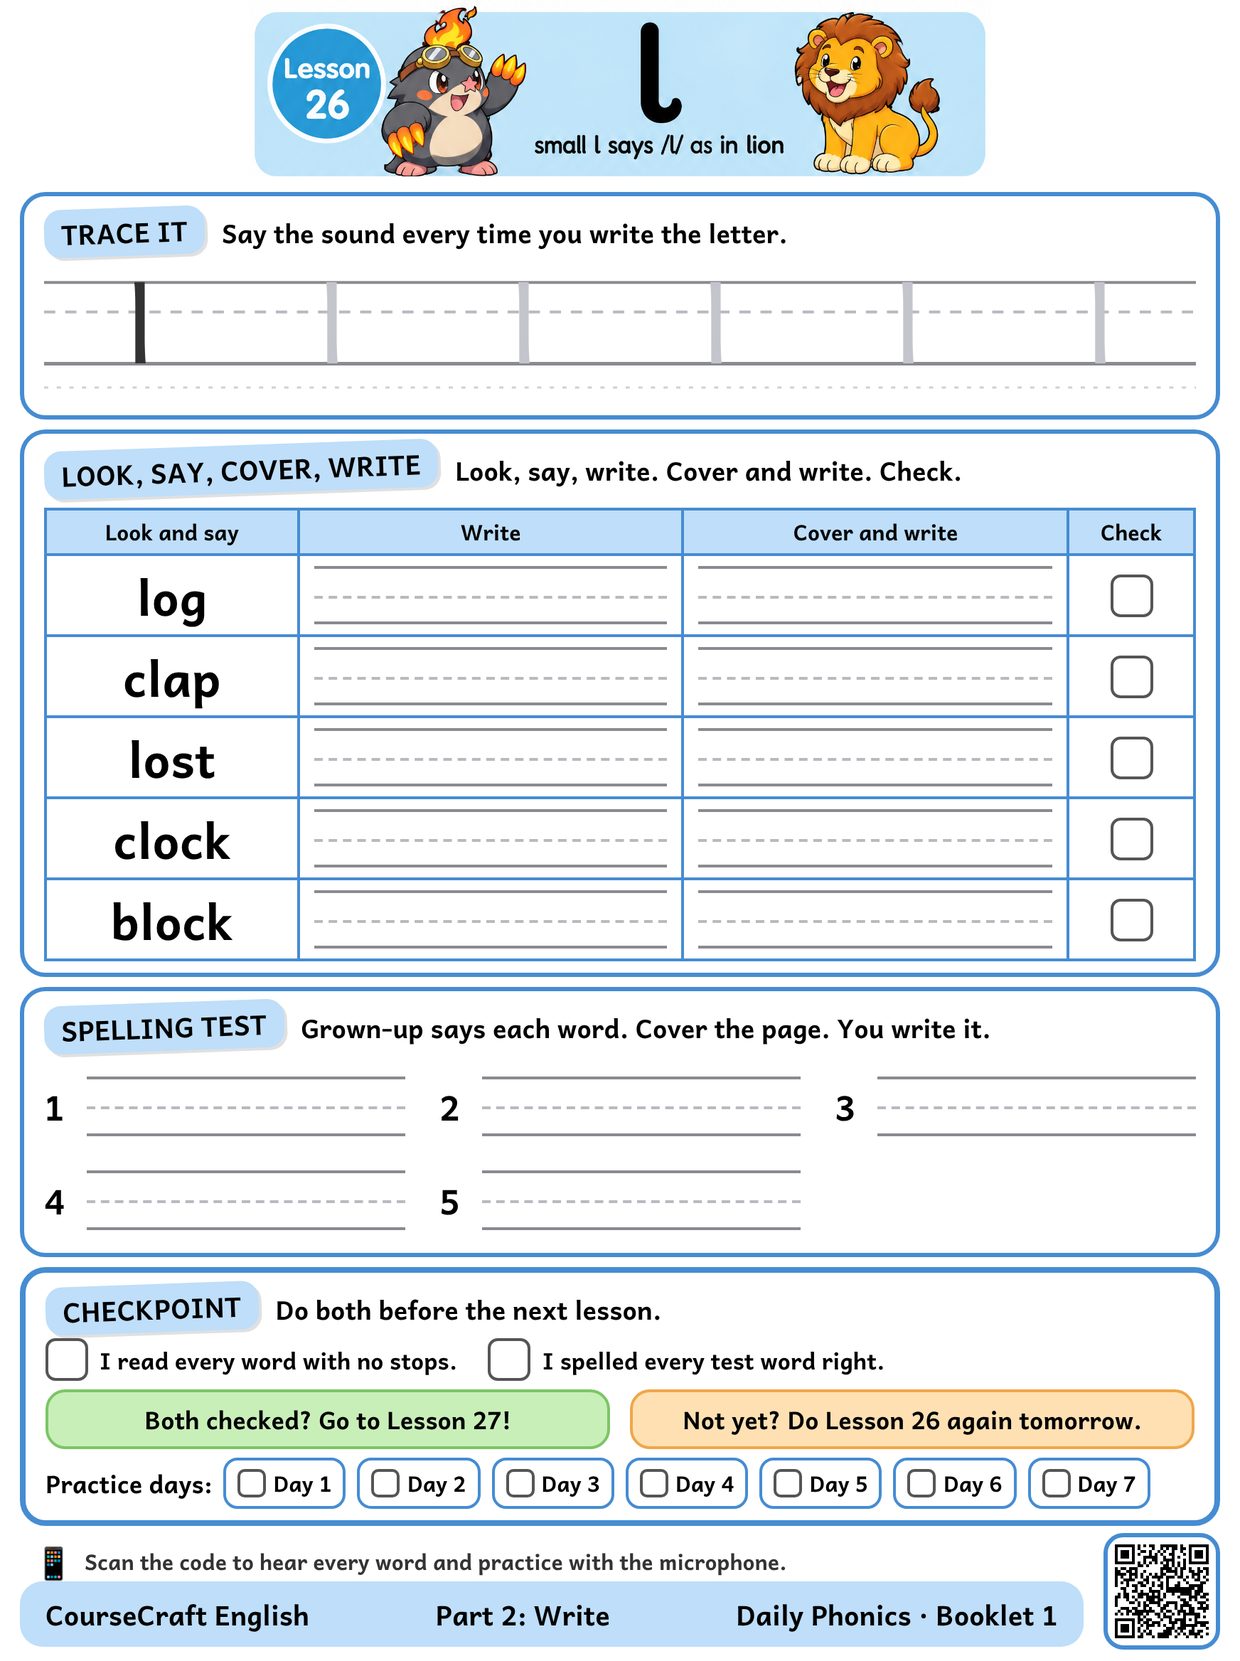 Lesson
26
l
small l says /l/ as in lion
TRACE IT Say the sound every time you write the letter.
l l l l l l
LOOK, SAY, COVER, WRITE Look, say, write. Cover and write. Check.
Look and say Write Cover and write Check
log
clap
lost
clock
block
SPELLING TEST Grown-up says each word. Cover the page. You write it.
1 2 3
4 5
CHECKPOINT Do both before the next lesson.
I read every word with no stops. I spelled every test word right.
Both checked? Go to Lesson 27! Not yet? Do Lesson 26 again tomorrow.
Practice days: Day 1 Day 2 Day 3 Day 4 Day 5 Day 6 Day 7
Scan the code to hear every word and practice with the microphone.
CourseCraft English Part 2: Write Daily Phonics · Booklet 1